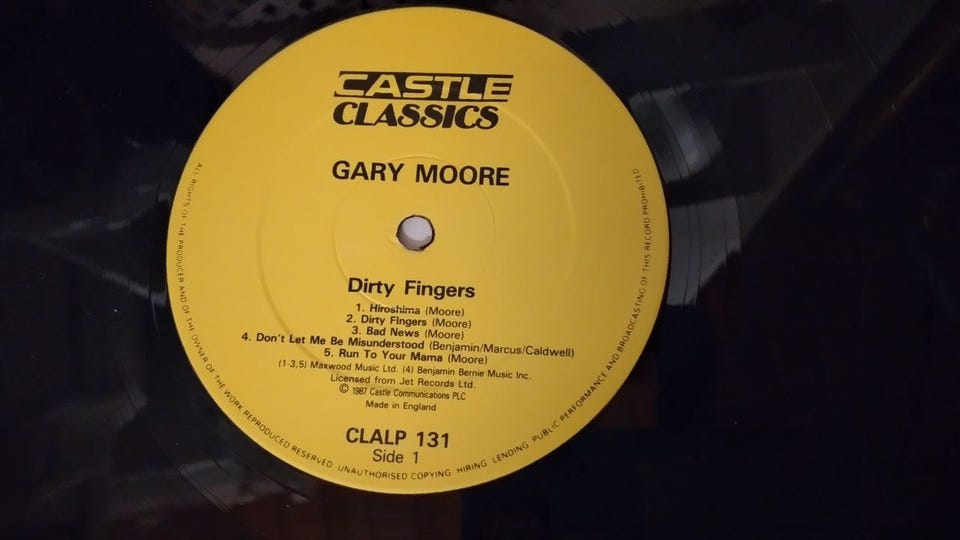 CASTLE
CLASSICS
GARY MOORE
Dirty Fingers
1. Hiroshima (Moore)
2. Dirty FIngers (Moore)
3. Bad News (Moore)
4. Don't Let Me Be Misunderstood (Benjamin/Marcus/Caldwell)
5. Run To Your Mama (Moore)
(1-3,5) Maxwood Music Ltd. (4) Benjamin Bernie Music Inc.
Licensed from Jet Records Ltd.
© 1987 Castle Communications PLC
Made in England
CLALP 131
Side 1
ALL RIGHTS OF THE PRODUCER AND OF THE OWNER OF THE WORK REPRODUCED RESERVED UNAUTHORISED COPYING, HIRING, LENDING, PUBLIC PERFORMANCE AND BROADCASTING OF THIS RECORD PROHIBITED